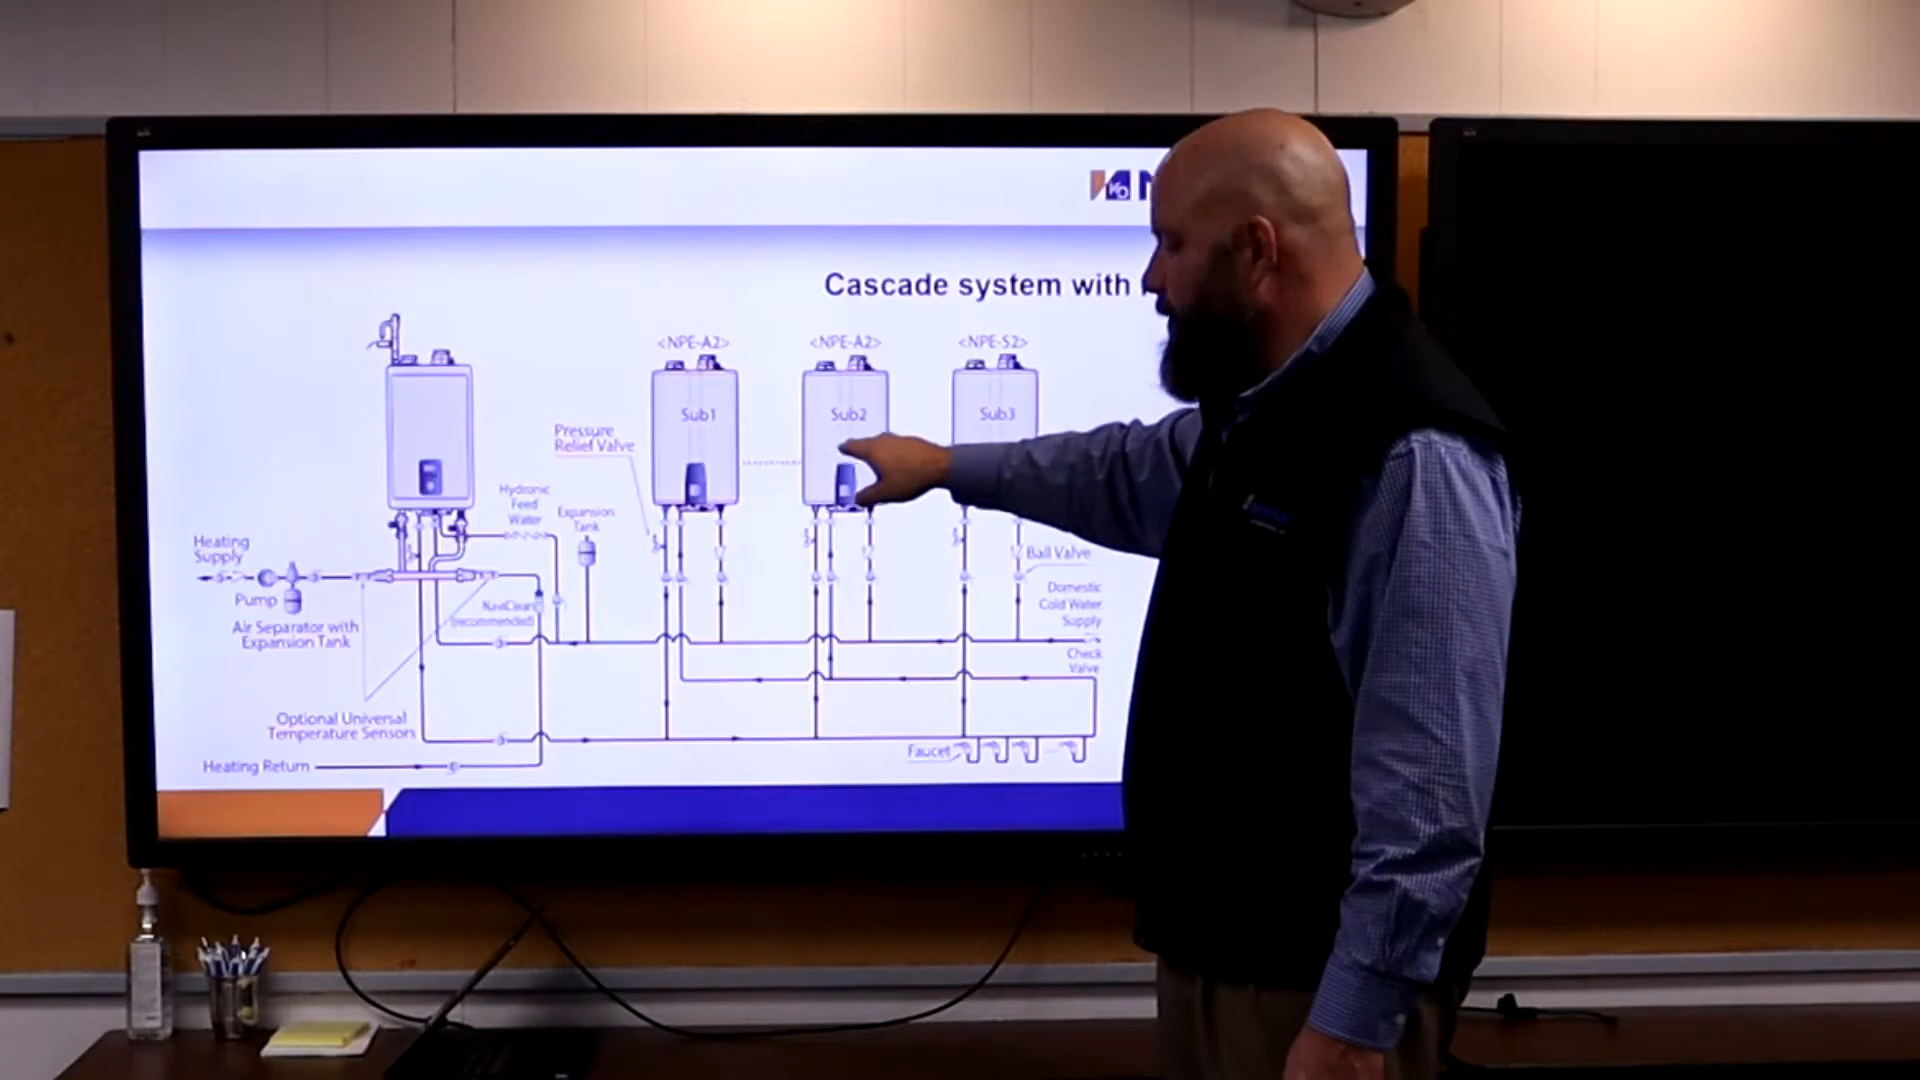 Cascade system with
<NPE-A2>
<NPE-A2>
<NPE-S2>
Sub1
Sub2
Sub3
Pressure
Relief Valve
Hydronic
Feed
Water
Expansion
Tank
Heating
Supply
Ball Valve
Pump
Domestic
Cold Water
Supply
NaviClean
(recommended)
Air Separator with
Expansion Tank
Check
Valve
Optional Universal
Temperature Sensors
Faucet
Heating Return